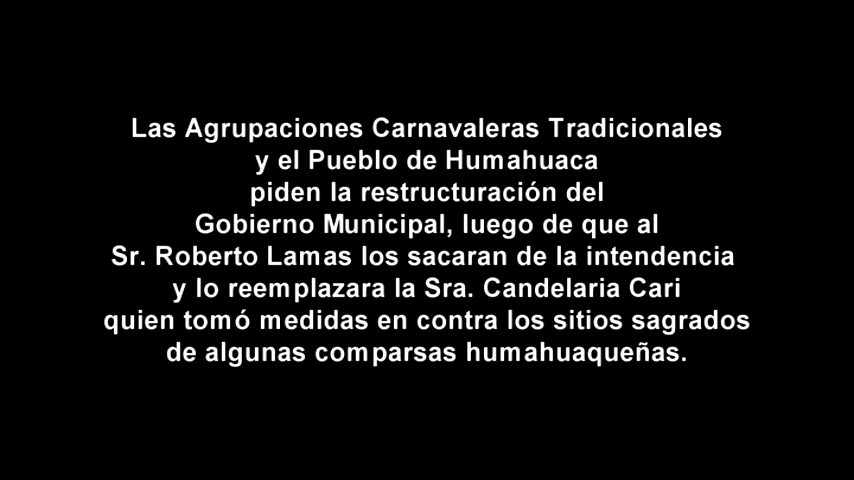 Las Agrupaciones Carnavaleras Tradicionales
y el Pueblo de Humahuaca
piden la restructuración del
Gobierno Municipal, luego de que al
Sr. Roberto Lamas los sacaran de la intendencia
y lo reemplazara la Sra. Candelaria Cari
quien tomó medidas en contra los sitios sagrados
de algunas comparsas humahuaqueñas.